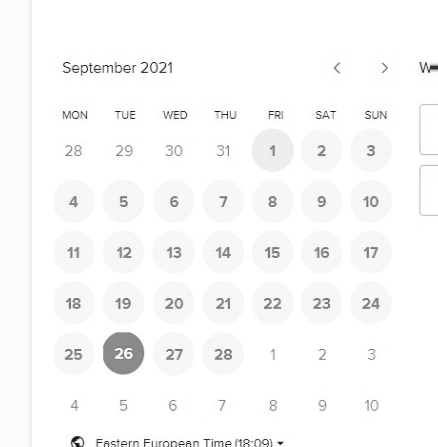 September 2021
MON TUE WED THU FRI SAT SUN
28 29 30 31 1 2 3
4 5 6 7 8 9 10
11 12 13 14 15 16 17
18 19 20 21 22 23 24
25 26 27 28 1 2 3
4 5 6 7 8 9 10
Eastern European Time (18:09)